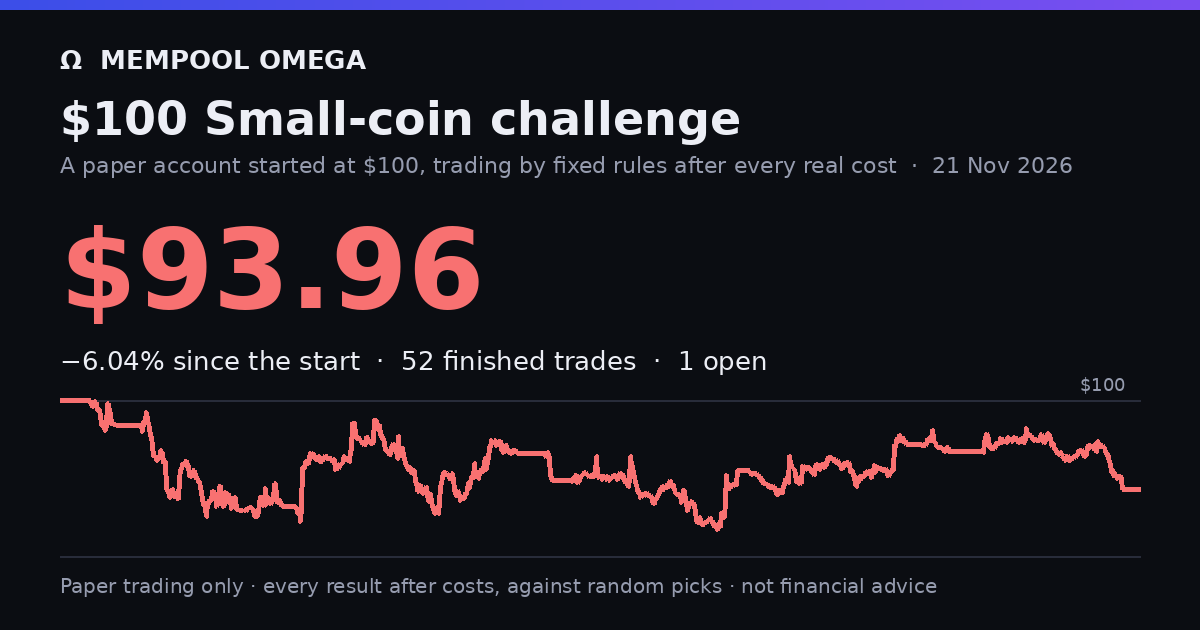 Ω MEMPOOL OMEGA
$100 Small-coin challenge
A paper account started at $100, trading by fixed rules after every real cost · 21 Nov 2026
$93.96
−6.04% since the start · 52 finished trades · 1 open
$100
Paper trading only · every result after costs, against random picks · not financial advice